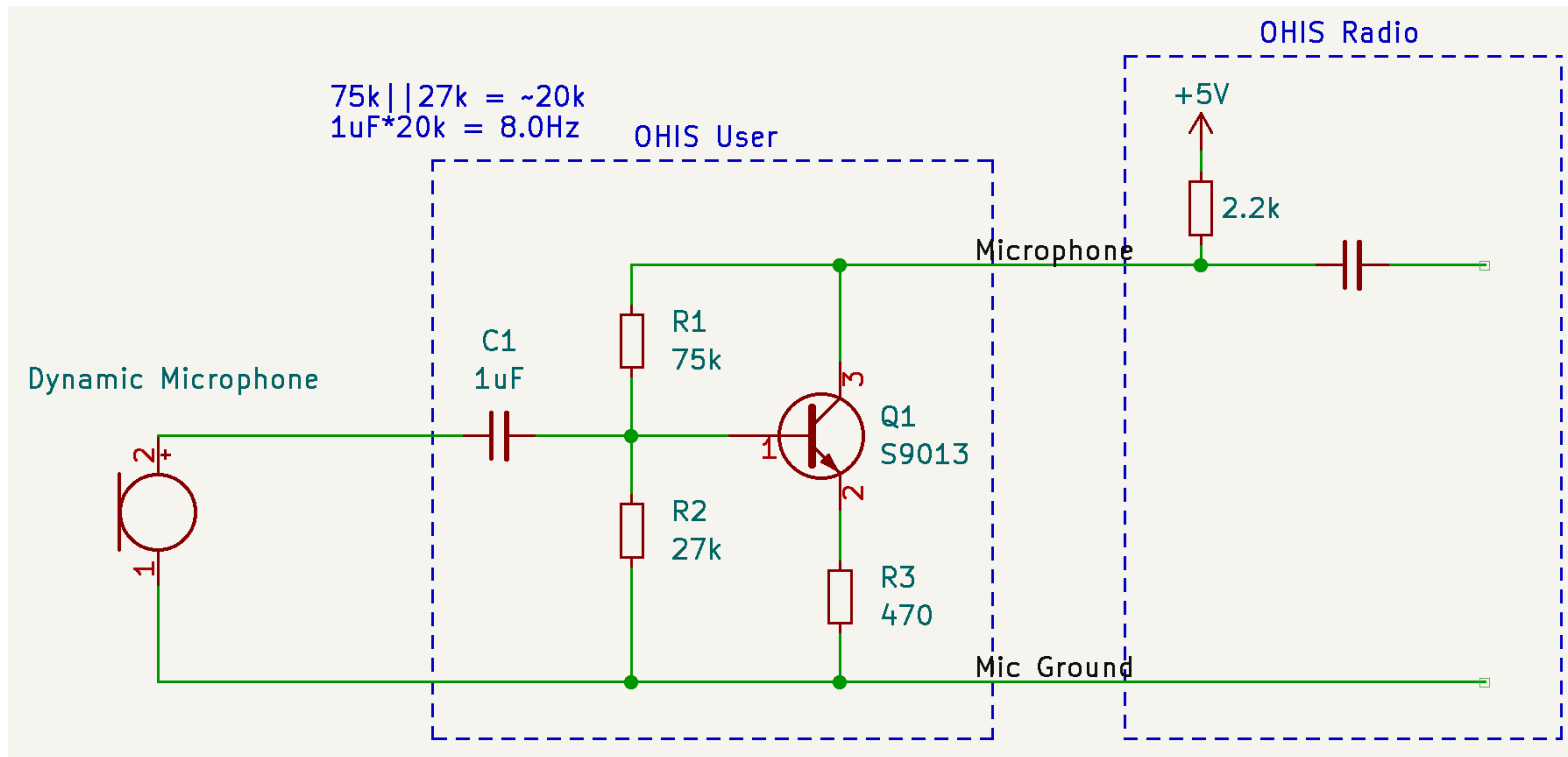 OHIS Radio
75k||27k = ~20k
1uF*20k = 8.0Hz
OHIS User
+5V
2.2k
Microphone
R1
75k
C1
1uF
Dynamic Microphone
3
Q1
S9013
1
2
2
+
1
R2
27k
R3
470
Mic Ground